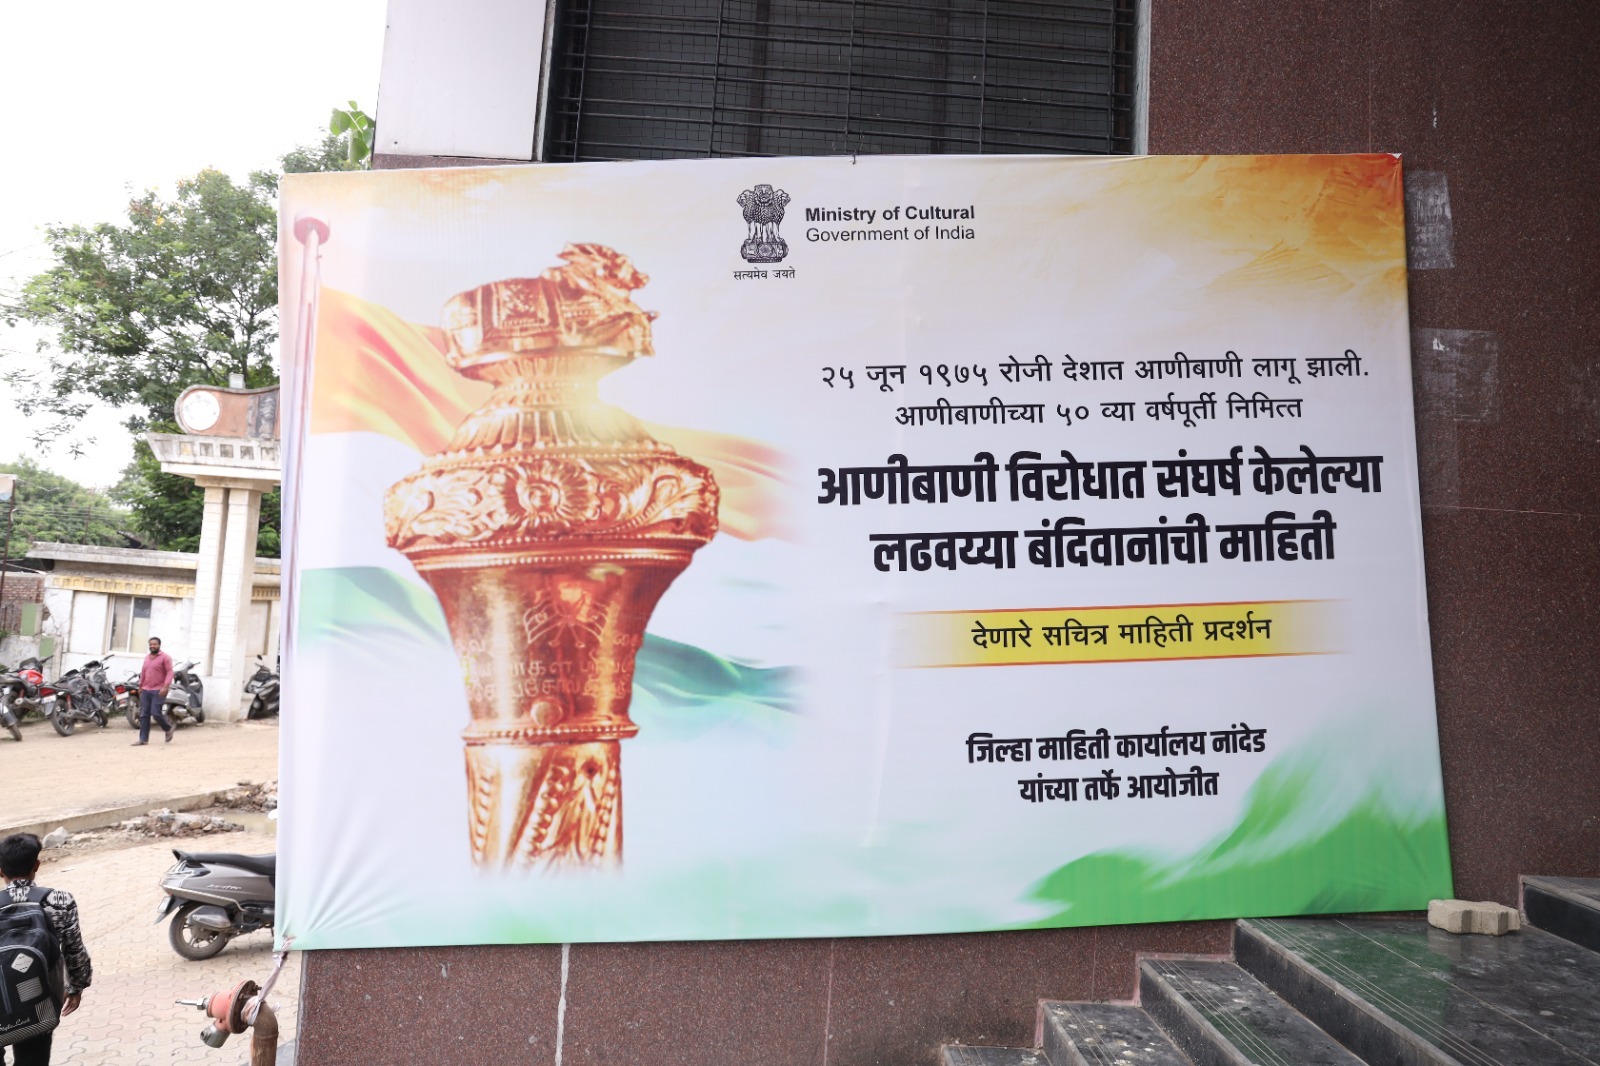 Ministry of Cultural
Government of India
सत्यमेव जयते
२५ जून १९७५ रोजी देशात आणीबाणी लागू झाली.
आणीबाणीच्या ५० व्या वर्षपूर्ती निमित्त
आणीबाणी विरोधात संघर्ष केलेल्या
लढवय्या बंदिवानांची माहिती
देणारे सचित्र माहिती प्रदर्शन
जिल्हा माहिती कार्यालय नांदेड
यांच्या तर्फे आयोजीत